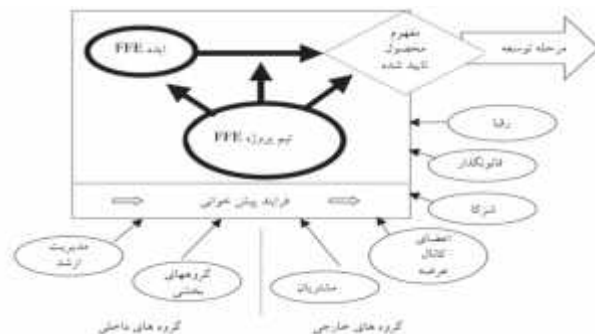 ایده FFE
مفهوم
محصول
تایید شده
مرحله توسعه
تیم پروژه FFE
رقبا
قانونگذار
شرکا
فرایند پیش خوانی
مدیریت
ارشد
گروههای
بخشی
مشتریان
اعضای
کانال
عرضه
گروه های داخلی
گروه های خارجی